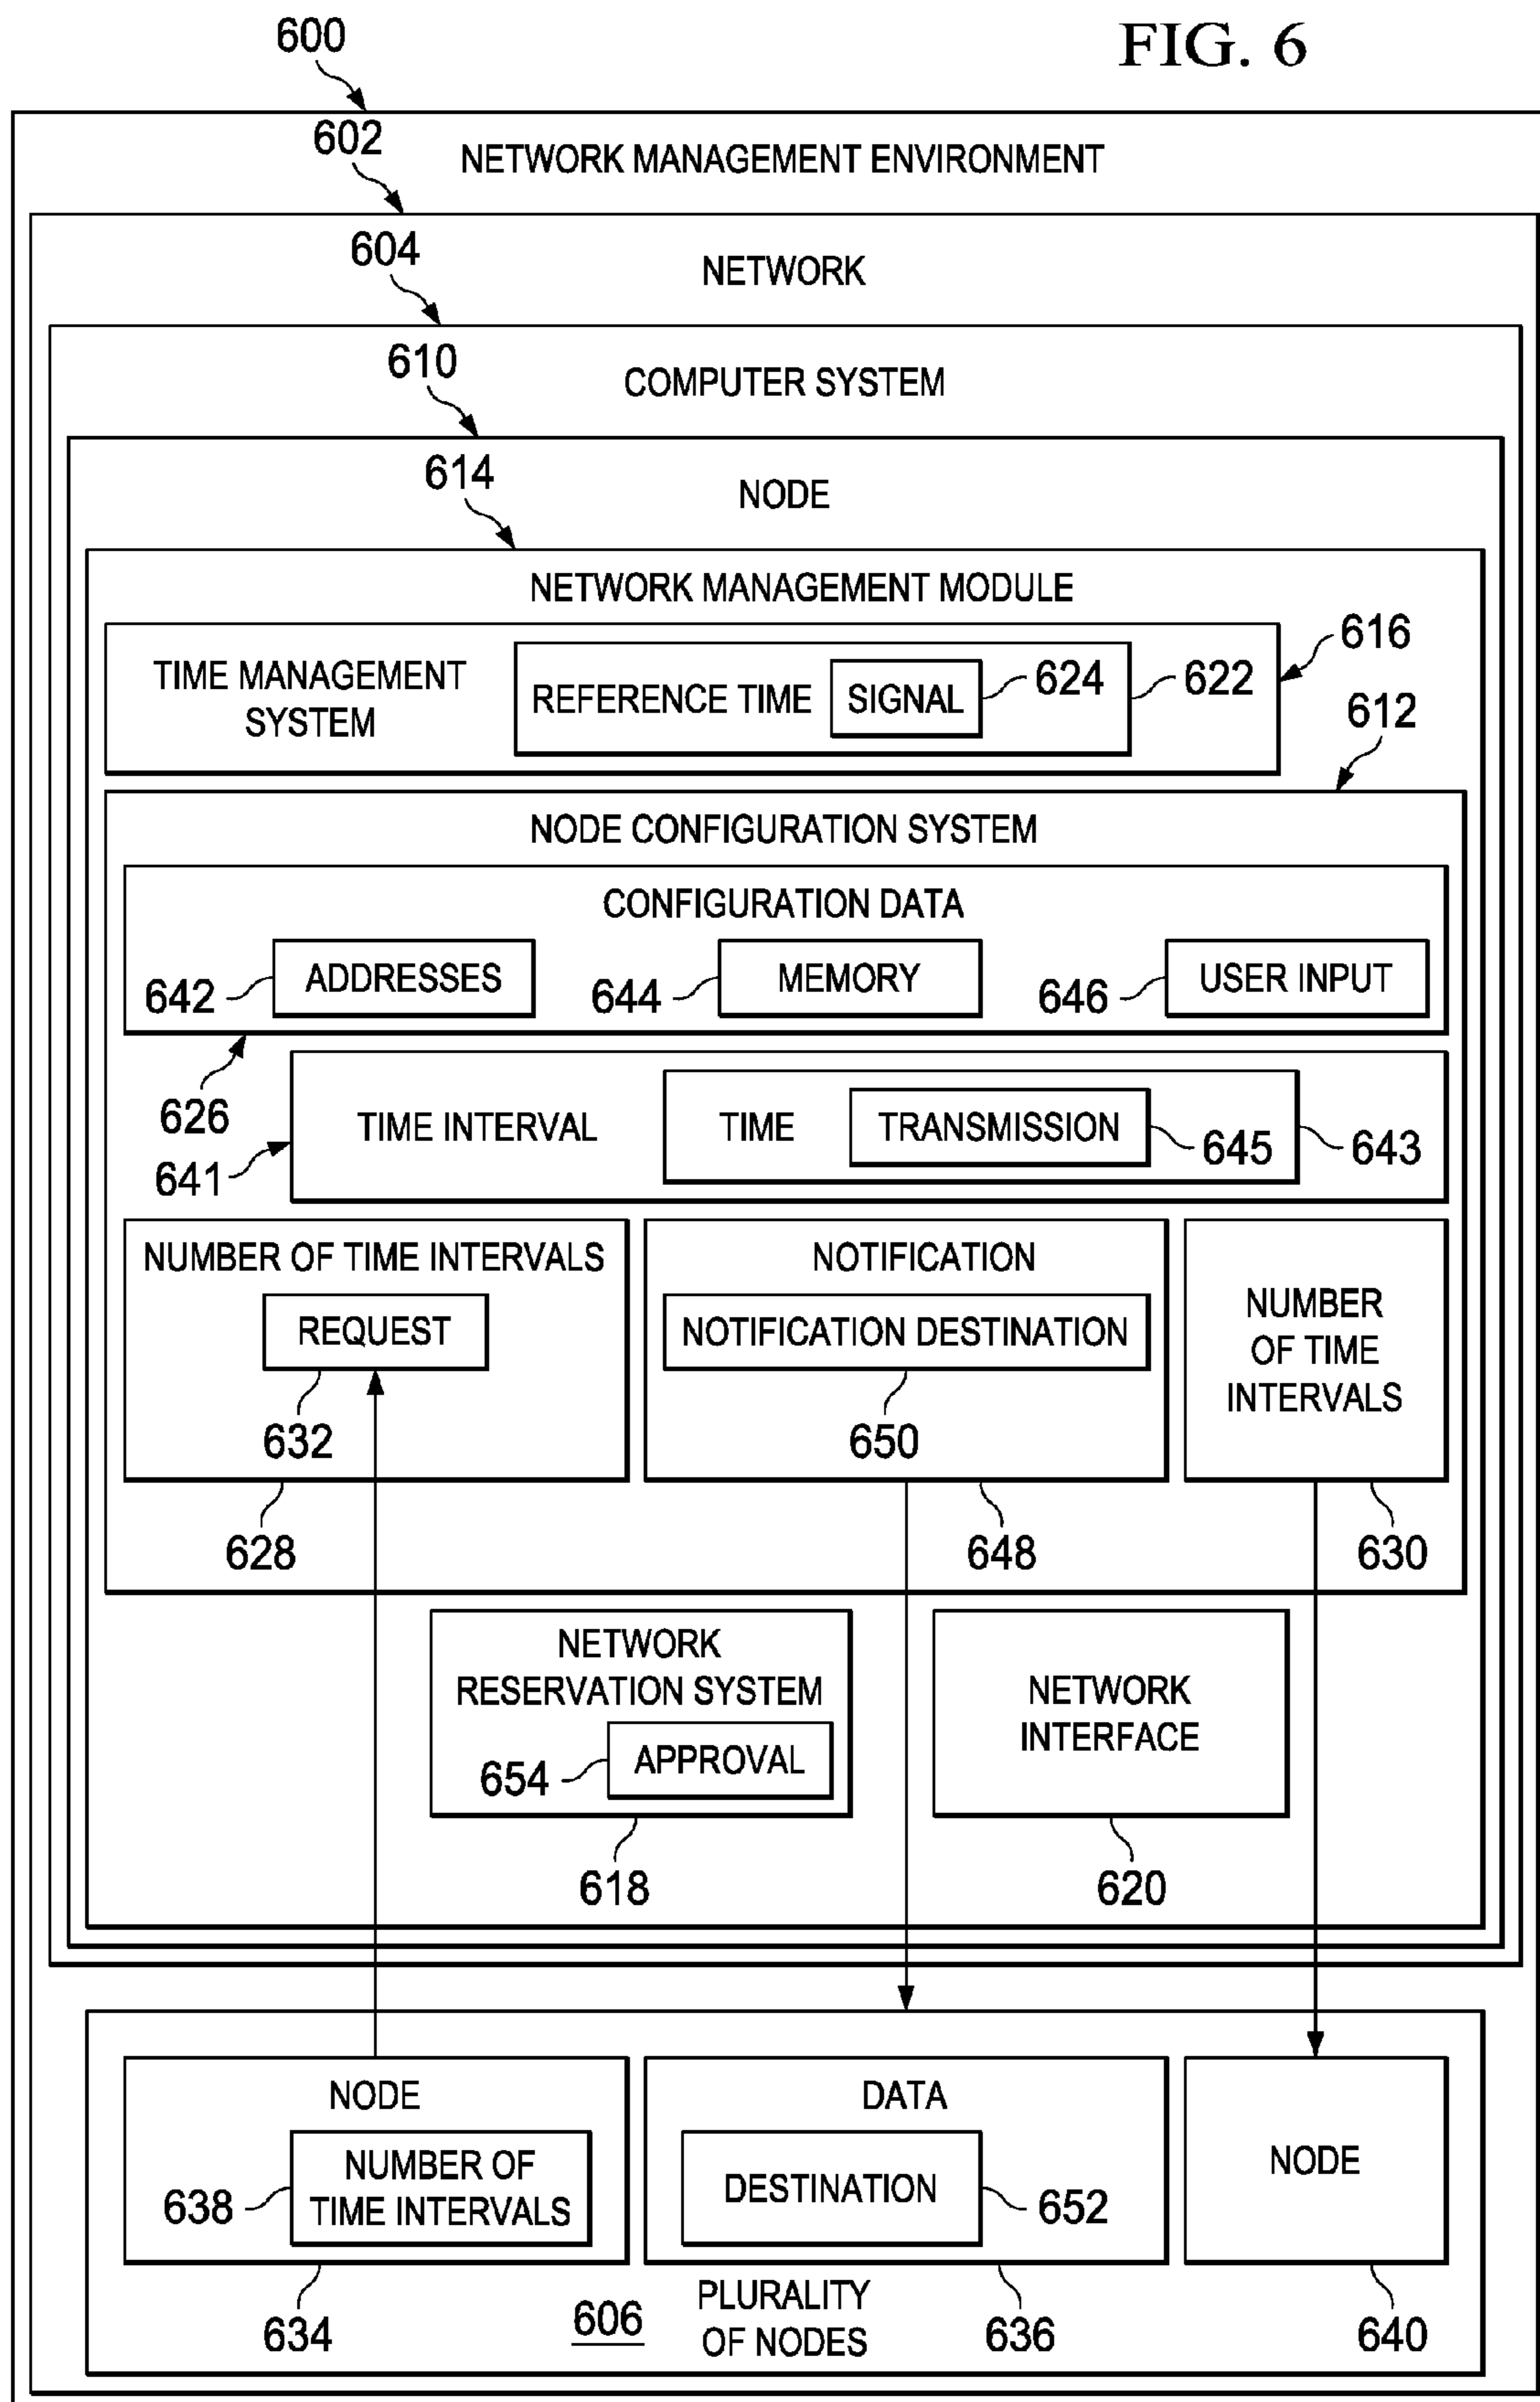 FIG. 6
600
602
NETWORK MANAGEMENT ENVIRONMENT
604
NETWORK
610
COMPUTER SYSTEM
614
NODE
NETWORK MANAGEMENT MODULE
616
TIME MANAGEMENT
SYSTEM
REFERENCE TIME
SIGNAL
624
622
612
NODE CONFIGURATION SYSTEM
CONFIGURATION DATA
642
ADDRESSES
644
MEMORY
646
USER INPUT
626
641
TIME INTERVAL
TIME
TRANSMISSION
645
643
NUMBER OF TIME INTERVALS
REQUEST
632
628
NOTIFICATION
NOTIFICATION DESTINATION
650
648
NUMBER
OF TIME
INTERVALS
630
NETWORK
RESERVATION SYSTEM
654
APPROVAL
618
NETWORK
INTERFACE
620
NODE
638
NUMBER OF
TIME INTERVALS
634
DATA
DESTINATION
652
636
NODE
640
606
PLURALITY
OF NODES